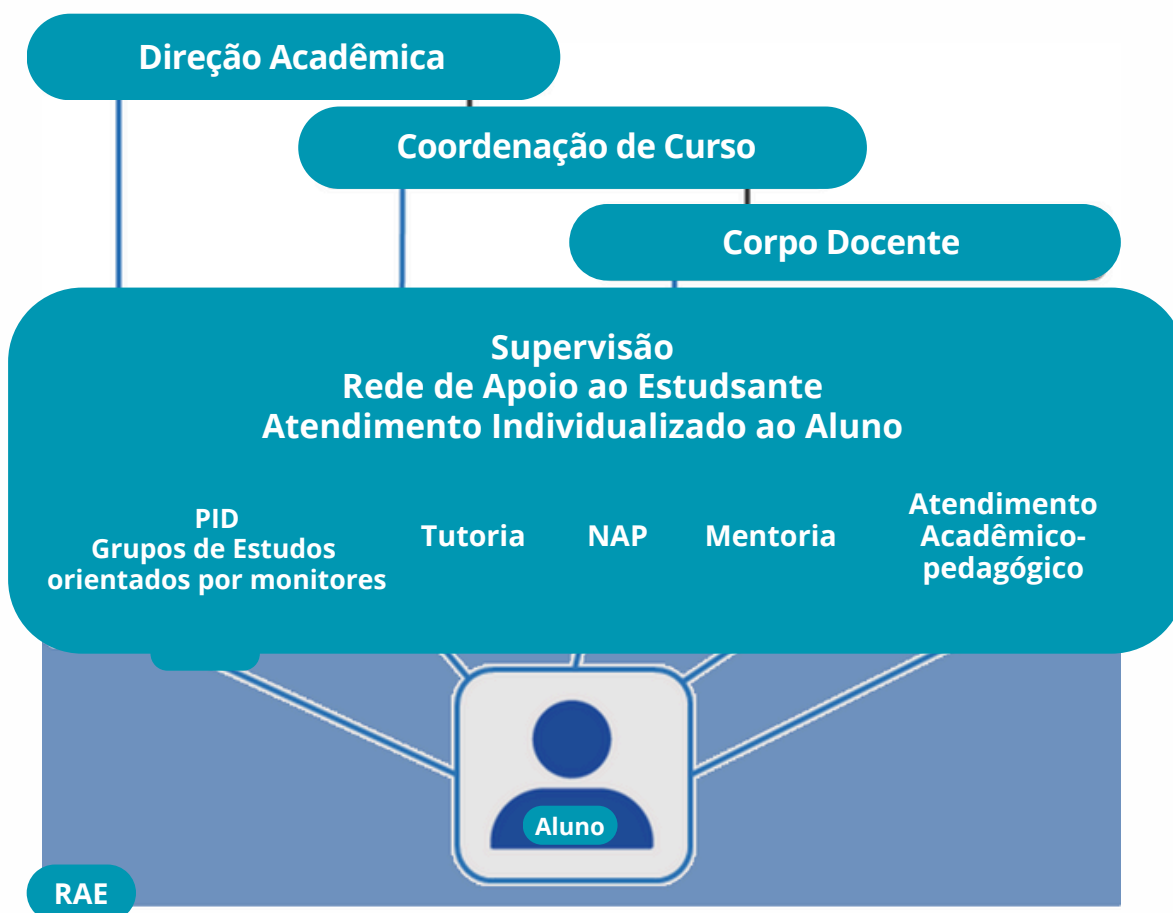 Direção Acadêmica
Coordenação de Curso
Corpo Docente
Supervisão
Rede de Apoio ao Estudsante
Atendimento Individualizado ao Aluno
PID
Grupos de Estudos
orientados por monitores
Tutoria
NAP
Mentoria
Atendimento
Acadêmico-
pedagógico
Aluno
RAE